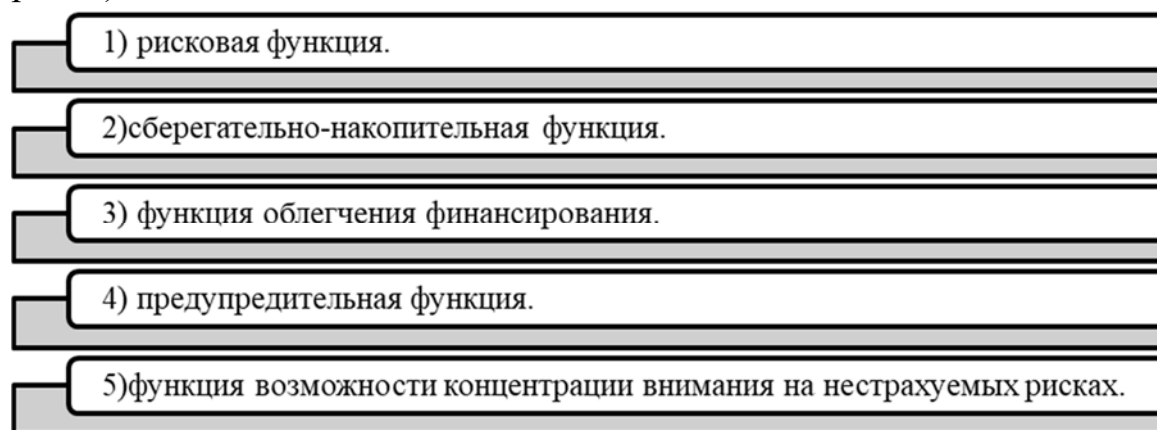 1) рисковая функция.
2)сберегательно-накопительная функция.
3) функция облегчения финансирования.
4) предупредительная функция.
5)функция возможности концентрации внимания на нестрахуемых рисках.